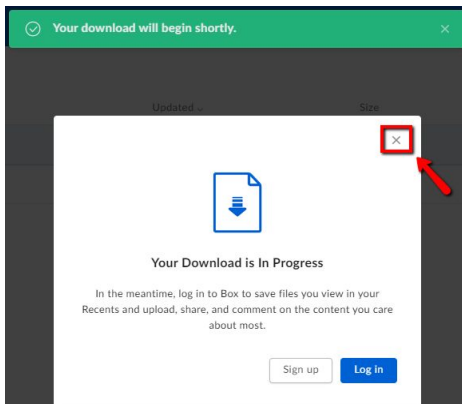 Your download will begin shortly.
Updated
Size
Your Download is In Progress
In the meantime, log in to Box to save files you view in your
Recents and upload, share, and comment on the content you care
about most.
Sign up
Log in